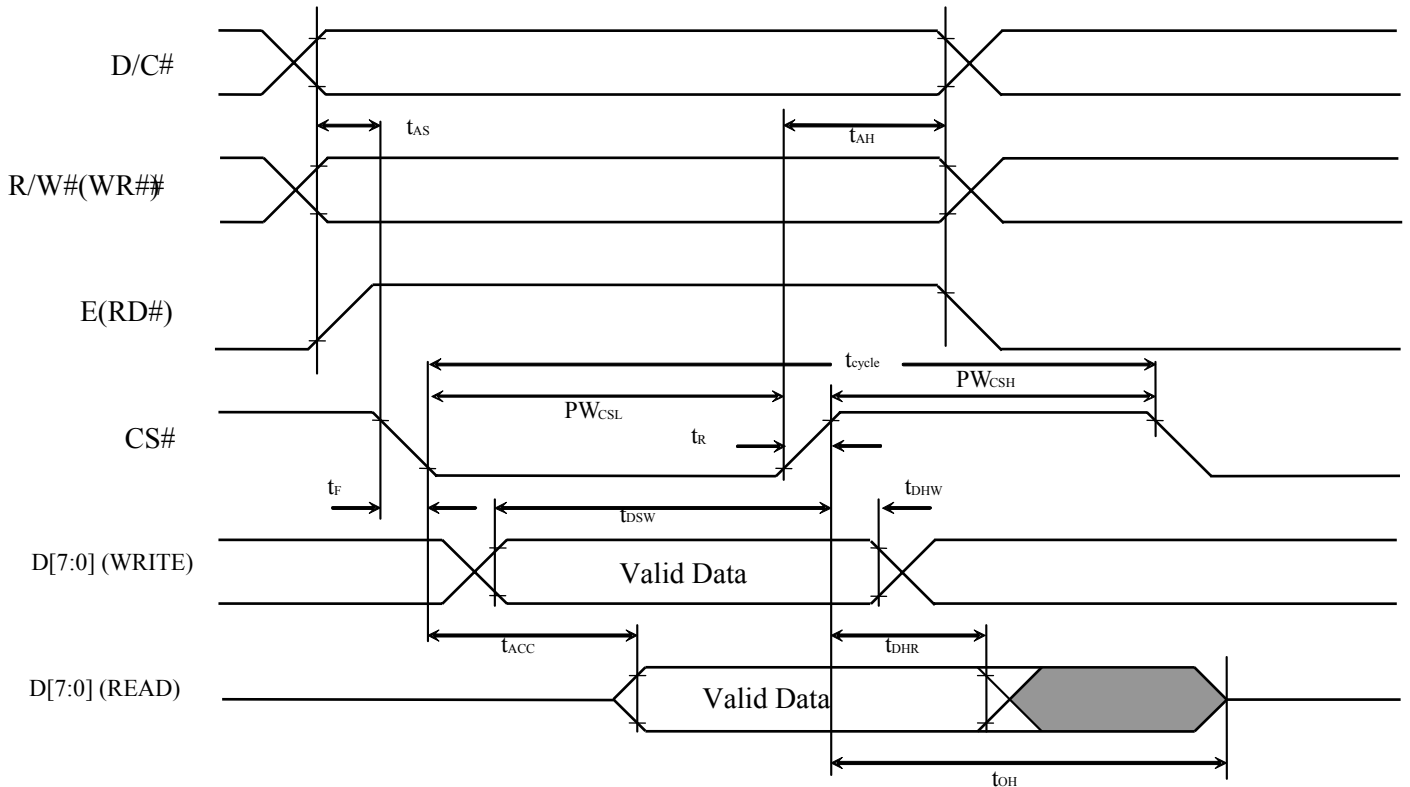 D/C#
tAS
tAH
R/W#(WR##)
E(RD#)
tcycle
PWCSL
PWCSH
CS#
tR
tF
tDSW
tDHW
D[7:0] (WRITE)
Valid Data
tACC
tDHR
D[7:0] (READ)
Valid Data
tOH